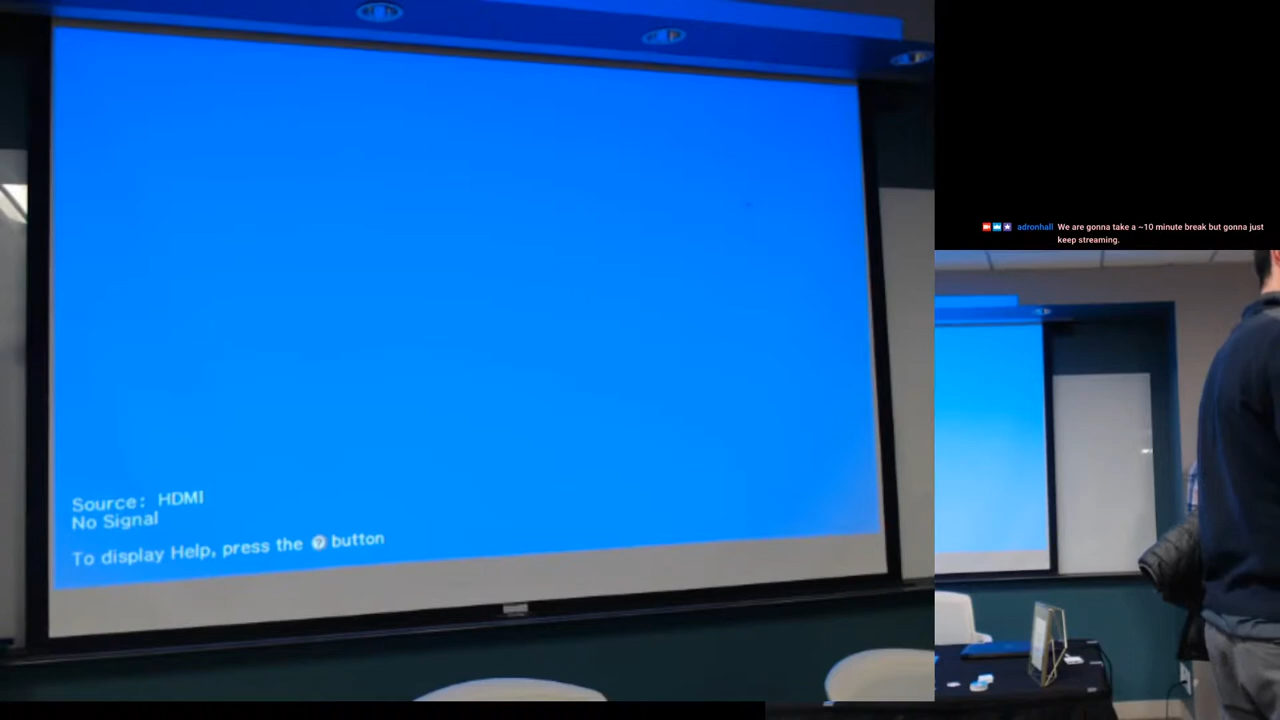 Source: HDMI
No Signal
To display Help, press the ? button
adronhall We are gonna take a ~10 minute break but gonna just
keep streaming.